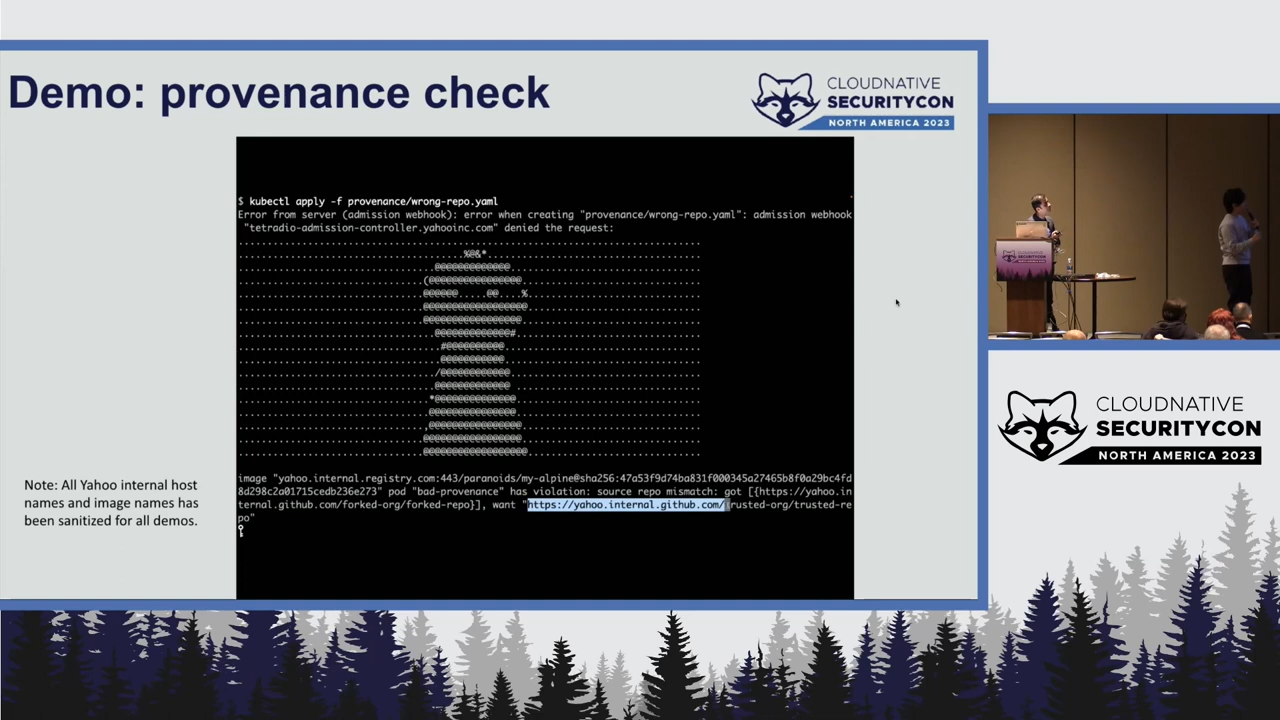 Demo: provenance check
CLOUDNATIVE
SECURITYCON
NORTH AMERICA 2023
$ kubectl apply -f provenance/wrong-repo.yaml
Error from server (admission webhook): error when creating "provenance/wrong-repo.yaml": admission webhook
"tetradio-admission-controller.yahooinc.com" denied the request:
image "yahoo.internal.registry.com:443/paranoids/my-alpine@sha256:47a53f9d74ba831f000345a27465b8f0a29bc4fd
8d298c2a01715cedb236e273" pod "bad-provenance" has violation: source repo mismatch: got [{https://yahoo.in
ternal.github.com/forked-org/forked-repo}], want "https://yahoo.internal.github.com/trusted-org/trusted-re
po"
Note: All Yahoo internal host
names and image names has
been sanitized for all demos.
CLOUDNATIVE
SECURITYCON
NORTH AMERICA 2023